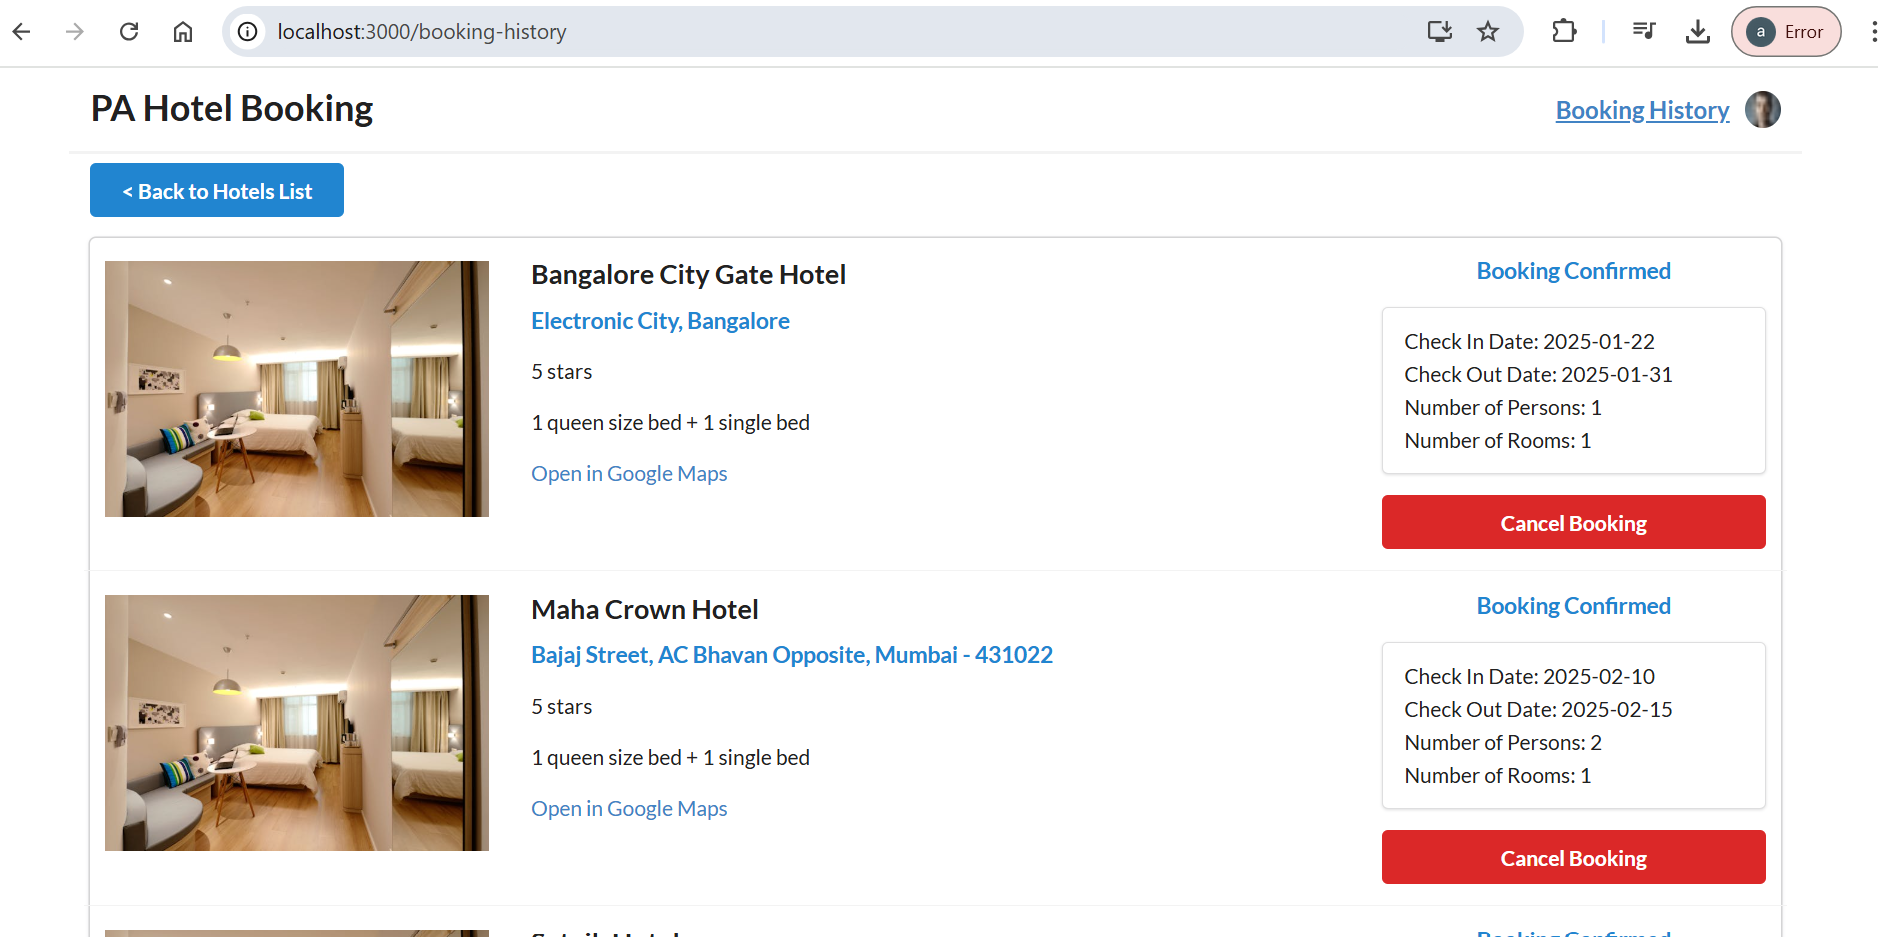 localhost:3000/booking-history
a Error
PA Hotel Booking
Booking History
< Back to Hotels List
Bangalore City Gate Hotel
Electronic City, Bangalore
5 stars
1 queen size bed + 1 single bed
Open in Google Maps
Booking Confirmed
Check In Date: 2025-01-22
Check Out Date: 2025-01-31
Number of Persons: 1
Number of Rooms: 1
Cancel Booking
Maha Crown Hotel
Bajaj Street, AC Bhavan Opposite, Mumbai - 431022
5 stars
1 queen size bed + 1 single bed
Open in Google Maps
Booking Confirmed
Check In Date: 2025-02-10
Check Out Date: 2025-02-15
Number of Persons: 2
Number of Rooms: 1
Cancel Booking
Booking Confirmed